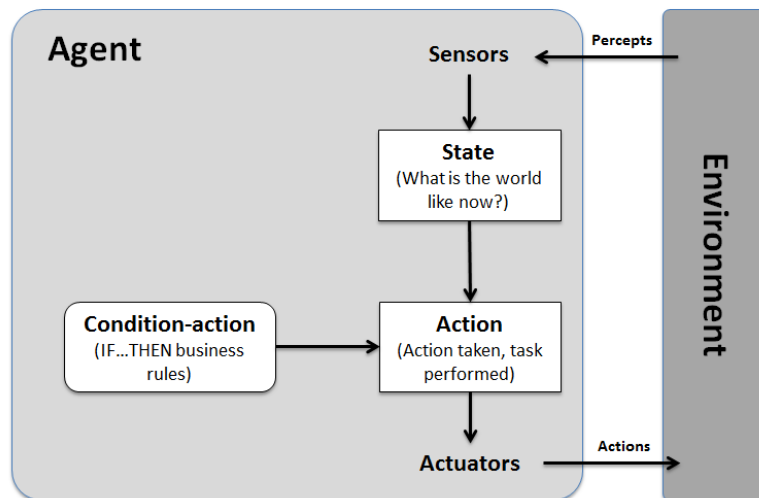 Agent
Percepts
Sensors
State
(What is the world
like now?)
Environment
Condition-action
(IF...THEN business
rules)
Action
(Action taken, task
performed)
Actuators
Actions